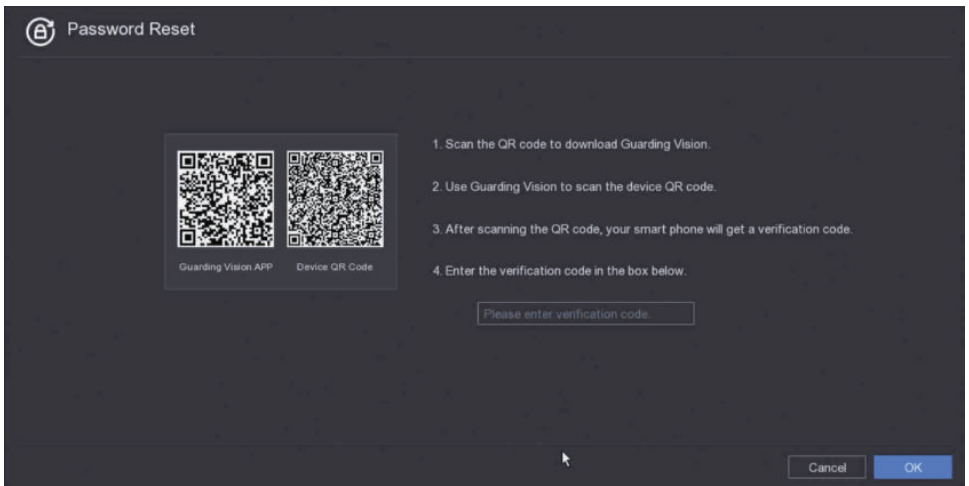 Password Reset
1. Scan the QR code to download Guarding Vision.
2. Use Guarding Vision to scan the device QR code.
3. After scanning the QR code, your smart phone will get a verification code.
4. Enter the verification code in the box below.
Guarding Vision APP
Device QR Code
Please enter verification code.
Cancel
OK